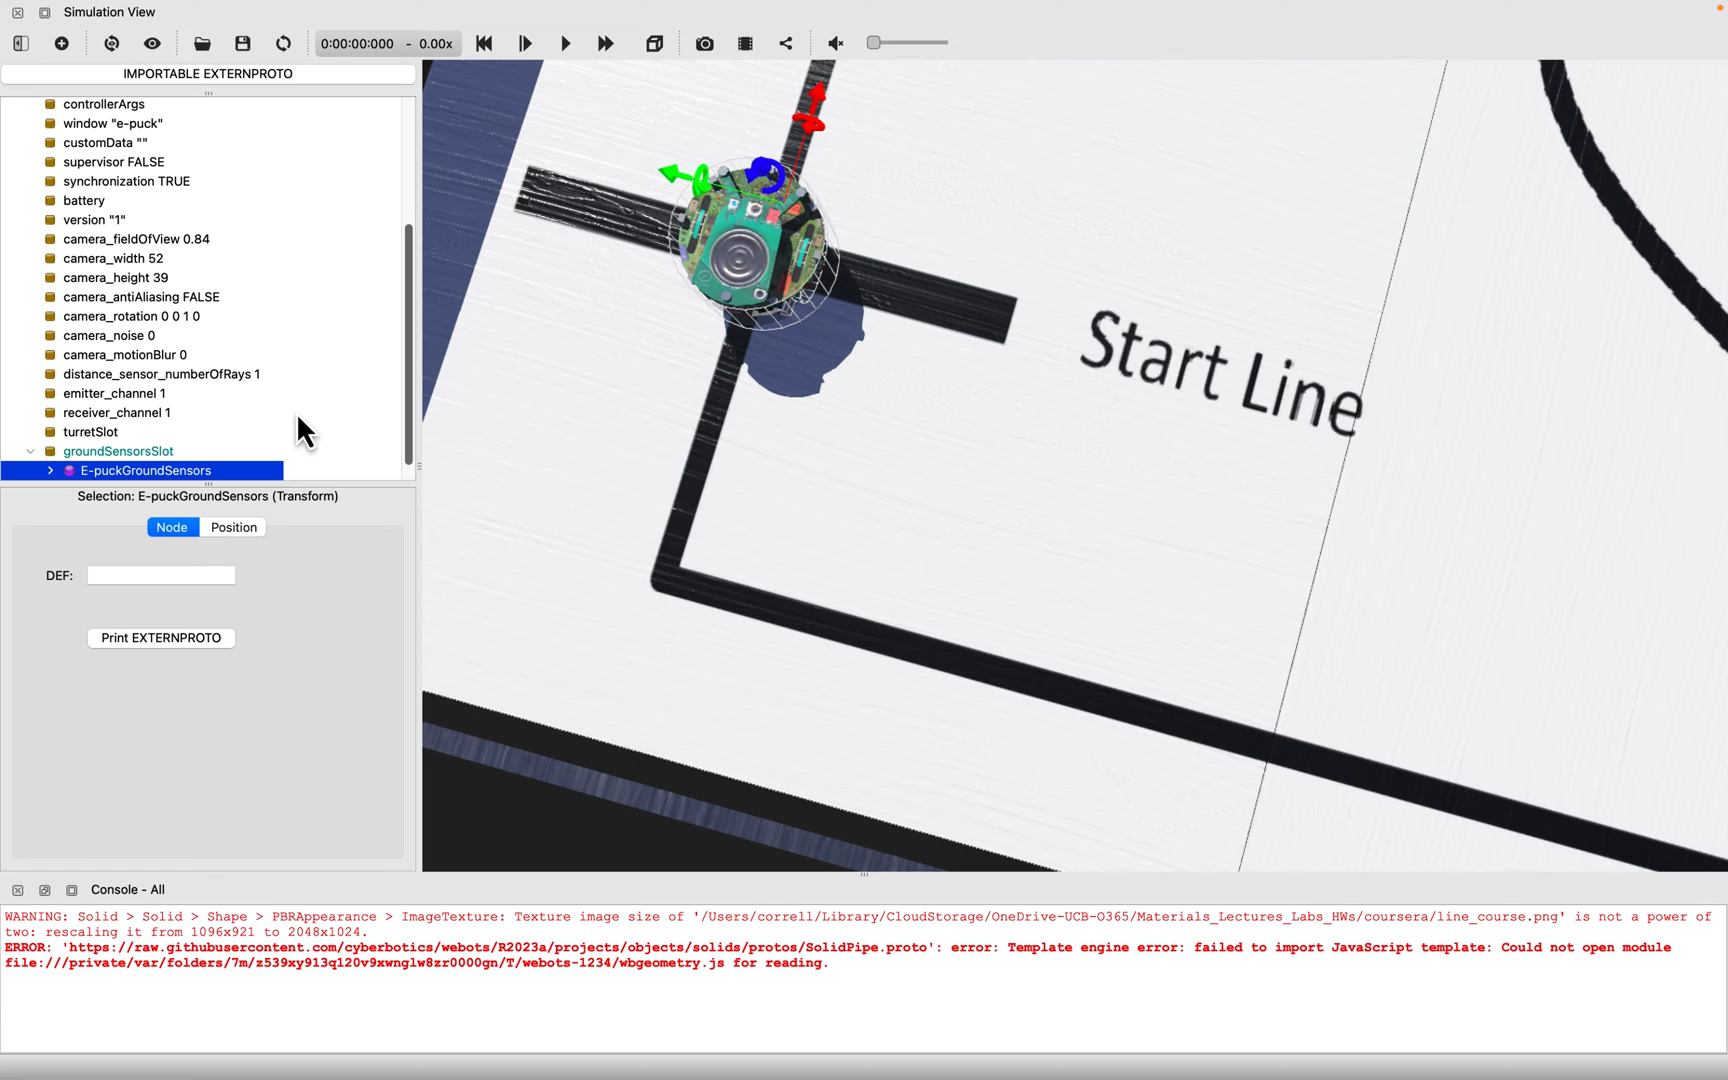 Simulation View
0:00:00:000 - 0.00x
IMPORTABLE EXTERNPROTO
controllerArgs
window "e-puck"
customData ""
supervisor FALSE
synchronization TRUE
battery
version "1"
camera_fieldOfView 0.84
camera_width 52
camera_height 39
camera_antiAliasing FALSE
camera_rotation 0 0 1 0
camera_noise 0
camera_motionBlur 0
distance_sensor_numberOfRays 1
emitter_channel 1
receiver_channel 1
turretSlot
groundSensorsSlot
E-puckGroundSensors
Selection: E-puckGroundSensors (Transform)
Node Position
DEF:
Print EXTERNPROTO
Start Line
Console - All
WARNING: Solid > Solid > Shape > PBRAppearance > ImageTexture: Texture image size of '/Users/correll/Library/CloudStorage/OneDrive-UCB-O365/Materials_Lectures_Labs_HWs/coursera/line_course.png' is not a power of
two: rescaling it from 1096x921 to 2048x1024.
ERROR: 'https://raw.githubusercontent.com/cyberbotics/webots/R2023a/projects/objects/solids/protos/SolidPipe.proto': error: Template engine error: failed to import JavaScript template: Could not open module
file:///private/var/folders/7m/z539xy913q120v9xwnglw8zr0000gn/T/webots-1234/wbgeometry.js for reading.